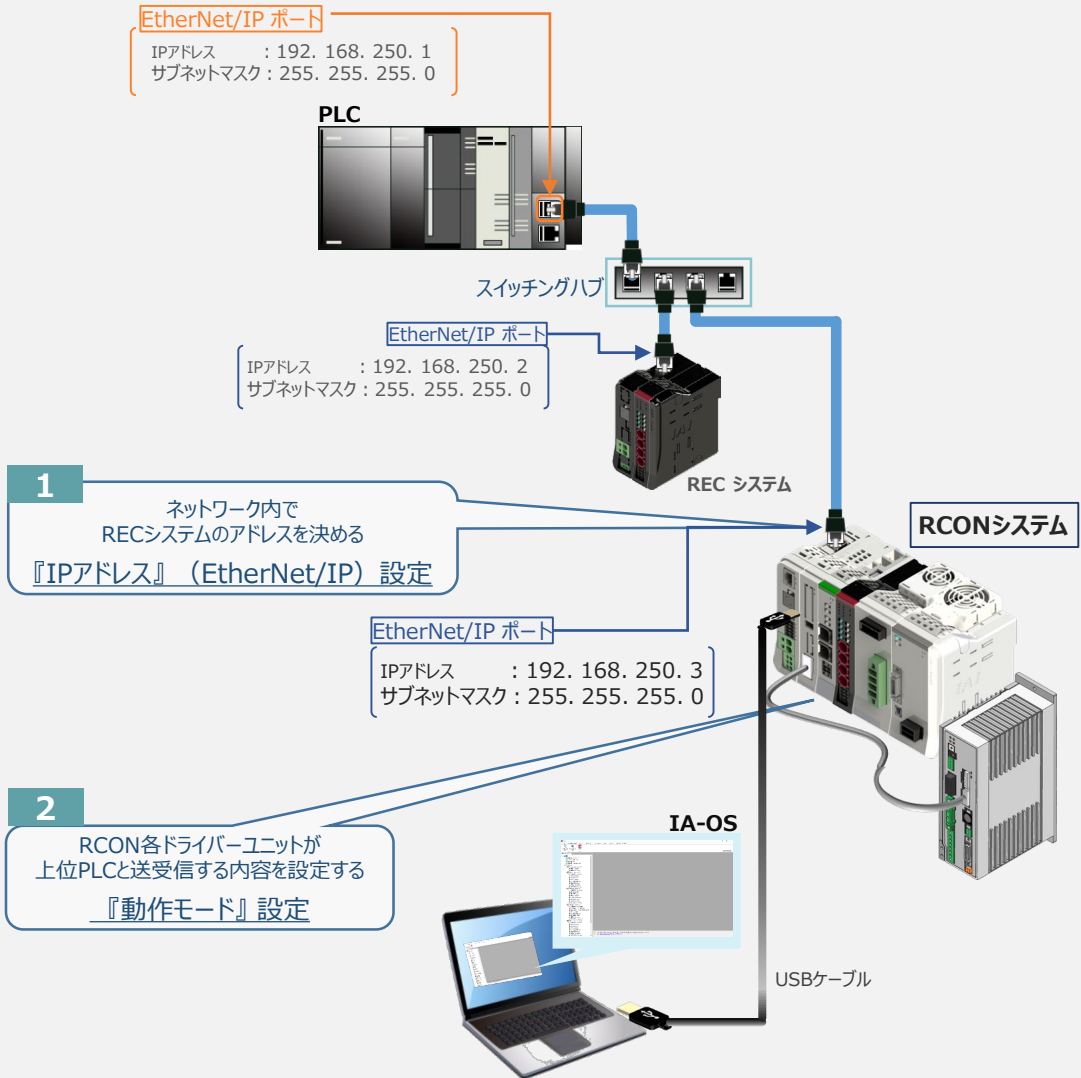 EtherNet/IP ポート
IPアドレス : 192. 168. 250. 1
サブネットマスク : 255. 255. 255. 0
PLC
スイッチングハブ
EtherNet/IP ポート
IPアドレス : 192. 168. 250. 2
サブネットマスク : 255. 255. 255. 0
REC システム
1
ネットワーク内で
RECシステムのアドレスを決める
『IPアドレス』 （EtherNet/IP）設定
RCONシステム
EtherNet/IP ポート
IPアドレス : 192. 168. 250. 3
サブネットマスク : 255. 255. 255. 0
2
RCON各ドライバーユニットが
上位PLCと送受信する内容を設定する
『動作モード』設定
IA-OS
USBケーブル